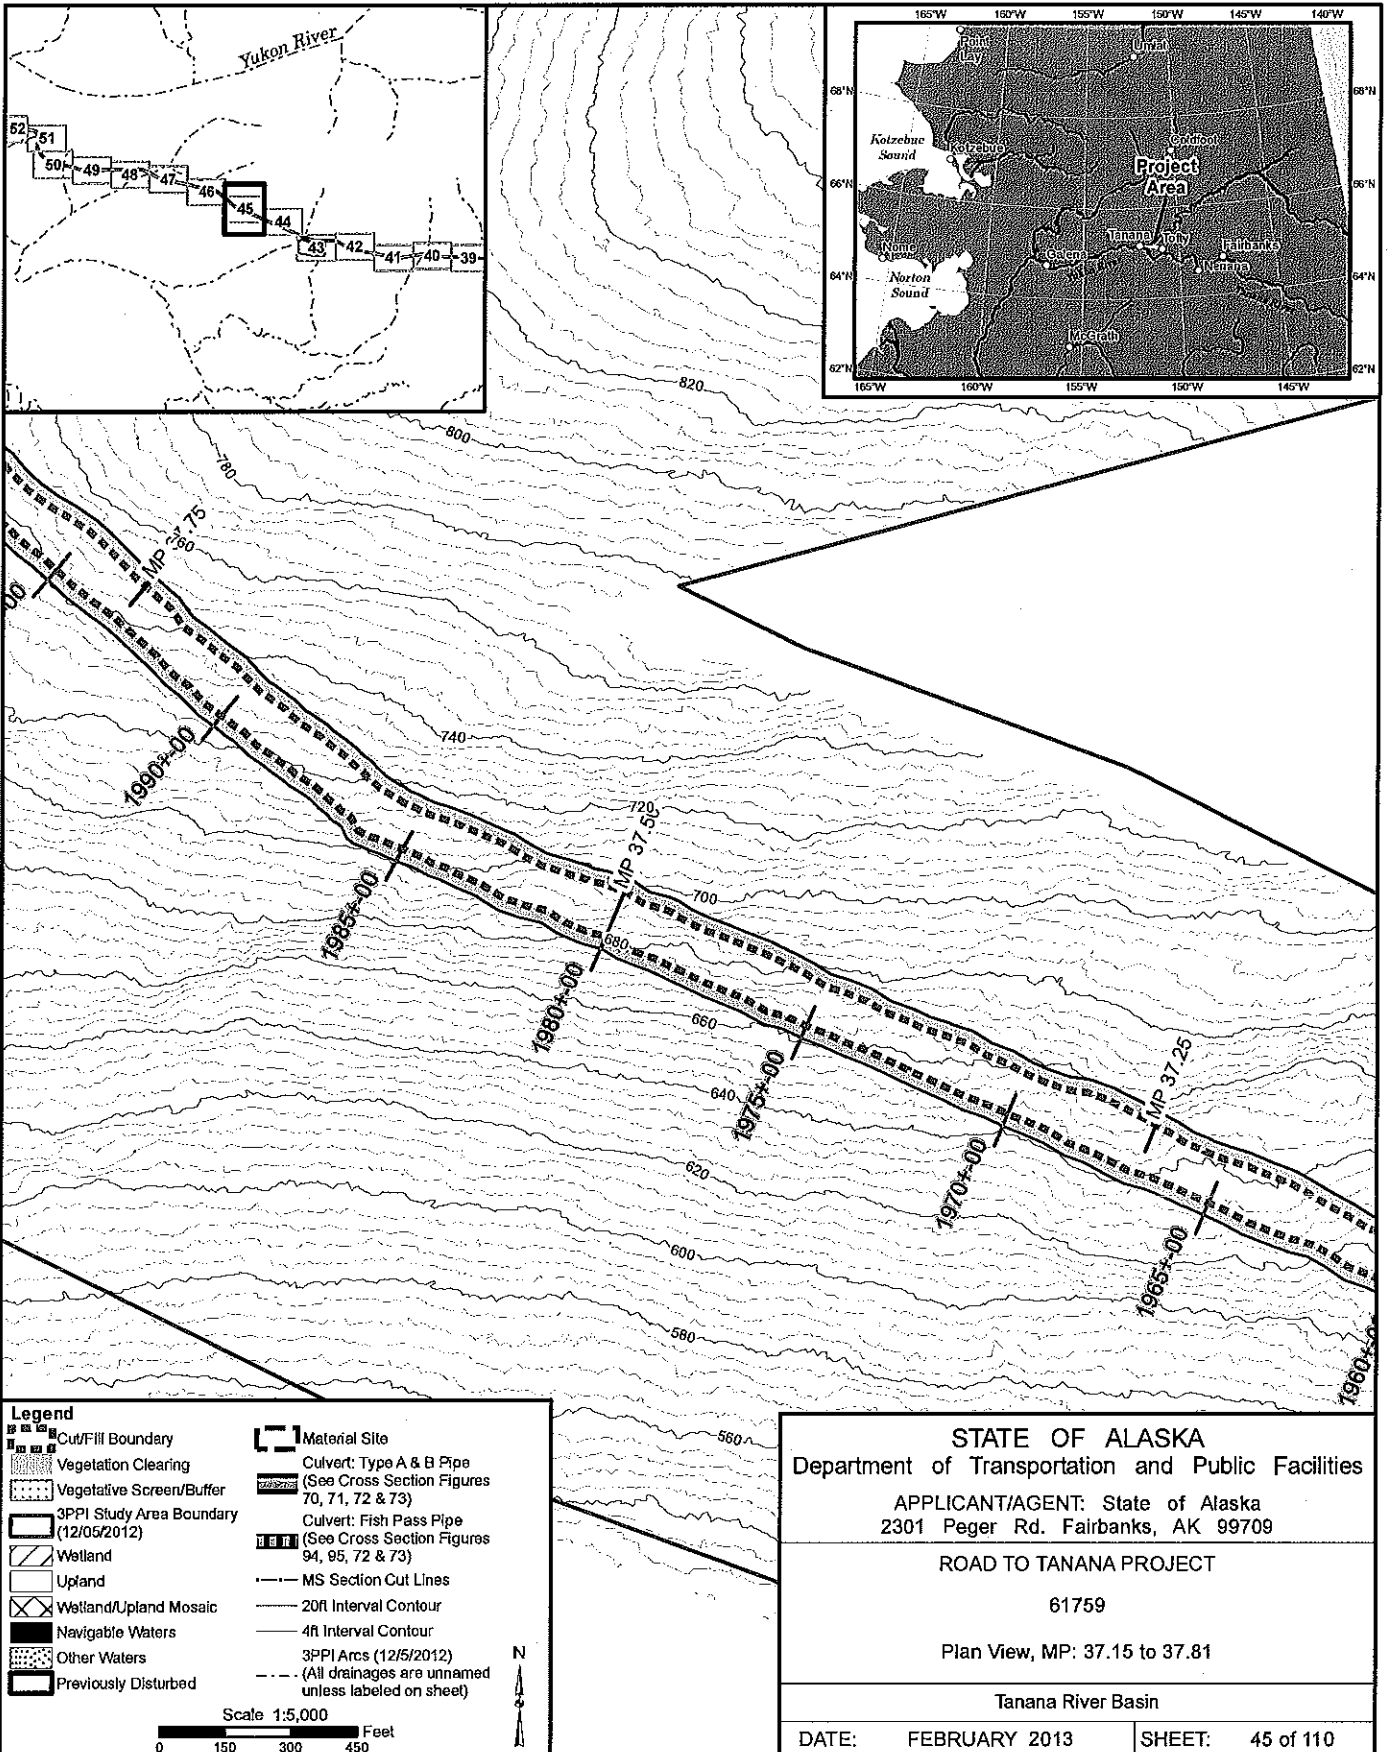 Yukon River
52
51
50
49
48
47
46
45
44
43
42
41
40
39
165°W 160°W 155°W 150°W 145°W 140°W
Point
Lay
Umiat
68°N 68°N
Kotzebue
Sound
Kotzebue
Coldfoot
Project
Area
66°N 66°N
Tanana
Tofty
Nome
Galena
Fairbanks
Nenana
64°N 64°N
Norton
Sound
McGrath
62°N 62°N
165°W 160°W 155°W 150°W 145°W
820
800
780
760
MP
.75
00
740
1990+-00
720
MP 37.50
700
1985+-00
680
1980+-00
660
MP 37.25
640
1975+-00
620
1970+-00
600
1965+-00
580
1960+-0
560
Legend
Cut/Fill Boundary
Vegetation Clearing
Vegetative Screen/Buffer
3PPI Study Area Boundary
(12/05/2012)
Wetland
Upland
Wetland/Upland Mosaic
Navigable Waters
Other Waters
Previously Disturbed
Material Site
Culvert: Type A & B Pipe
(See Cross Section Figures
70, 71, 72 & 73)
Culvert: Fish Pass Pipe
(See Cross Section Figures
94, 95, 72 & 73)
MS Section Cut Lines
20ft Interval Contour
4ft Interval Contour
3PPI Arcs (12/5/2012)
(All drainages are unnamed
unless labeled on sheet)
N
Scale 1:5,000
Feet
0 150 300 450
STATE OF ALASKA
Department of Transportation and Public Facilities
APPLICANT/AGENT: State of Alaska
2301 Peger Rd. Fairbanks, AK 99709
ROAD TO TANANA PROJECT
61759
Plan View, MP: 37.15 to 37.81
Tanana River Basin
DATE: FEBRUARY 2013 SHEET: 45 of 110